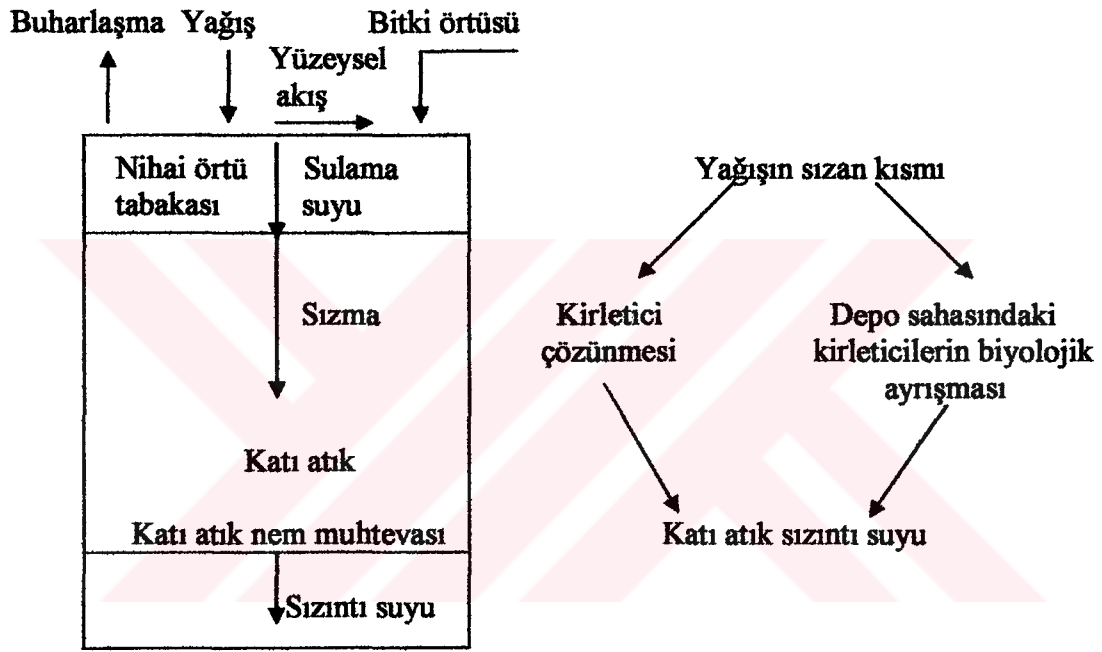 Buharlaşma Yağış
Bitki örtüsü
Yüzeysel
akış
Nihai örtü
tabakası
Sulama
suyu
Sızma
Katı atık
Katı atık nem muhtevası
Sızıntı suyu
Yağışın sızan kısmı
Kirletici
çözünmesi
Depo sahasındaki
kirleticilerin biyolojik
ayrışması
Katı atık sızıntı suyu